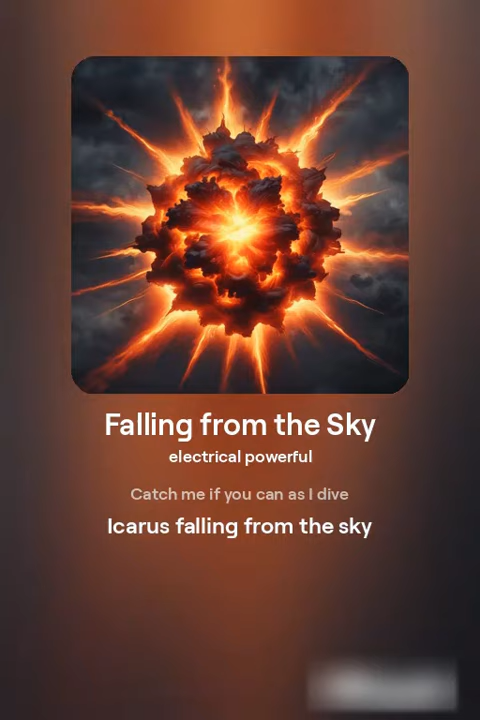 Falling from the Sky
electrical powerful
Catch me if you can as I dive
Icarus falling from the sky